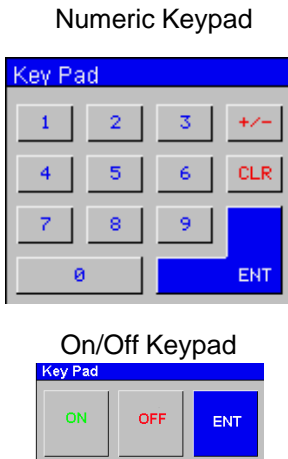 Numeric Keypad
Key Pad
1 2 3 +/-
4 5 6 CLR
7 8 9
0 ENT
On/Off Keypad
Key Pad
ON OFF ENT